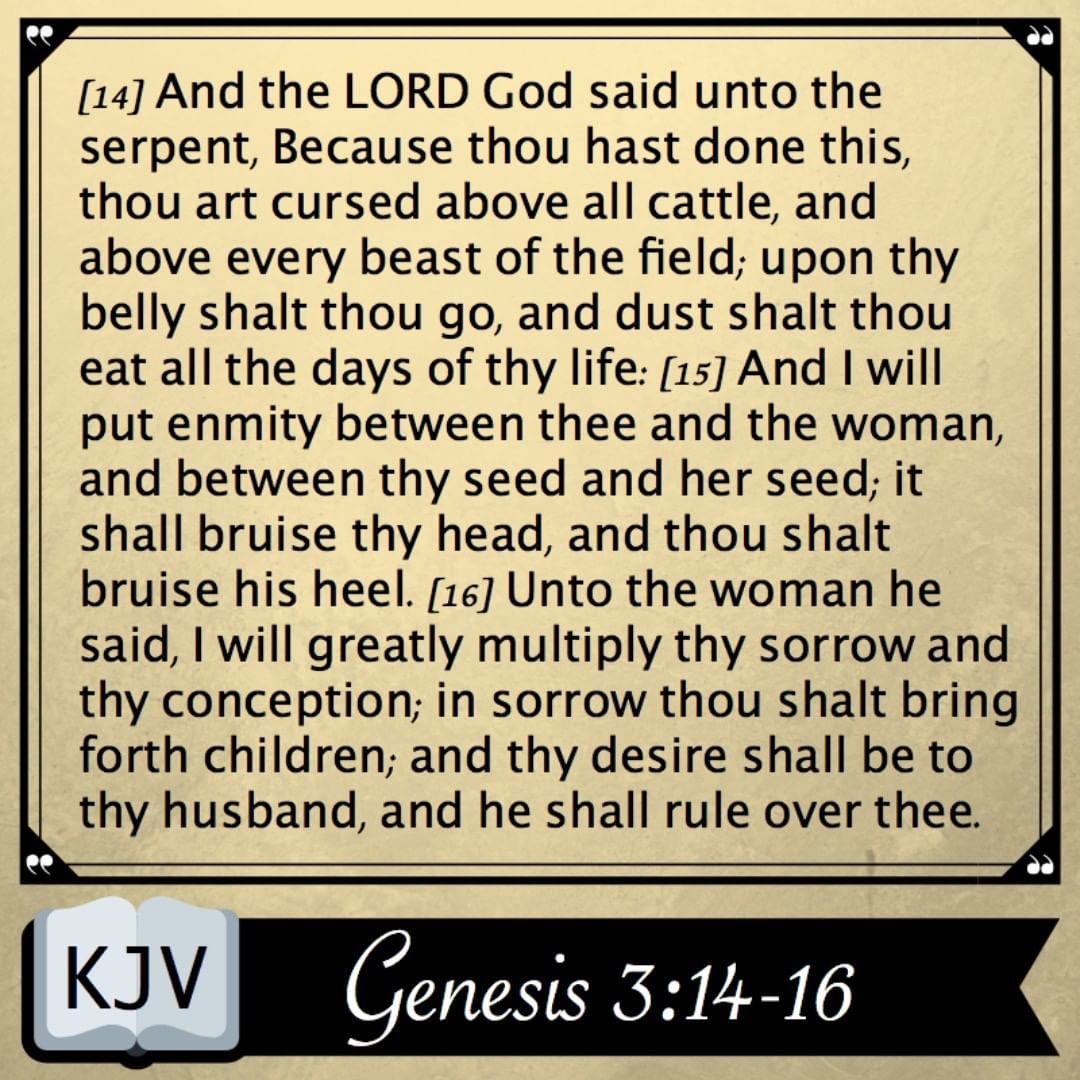 [14] And the LORD God said unto the
serpent, Because thou hast done this,
thou art cursed above all cattle, and
above every beast of the field; upon thy
belly shalt thou go, and dust shalt thou
eat all the days of thy life: [15] And I will
put enmity between thee and the woman,
and between thy seed and her seed; it
shall bruise thy head, and thou shalt
bruise his heel. [16] Unto the woman he
said, I will greatly multiply thy sorrow and
thy conception; in sorrow thou shalt bring
forth children; and thy desire shall be to
thy husband, and he shall rule over thee.
KJV
Genesis 3:14-16